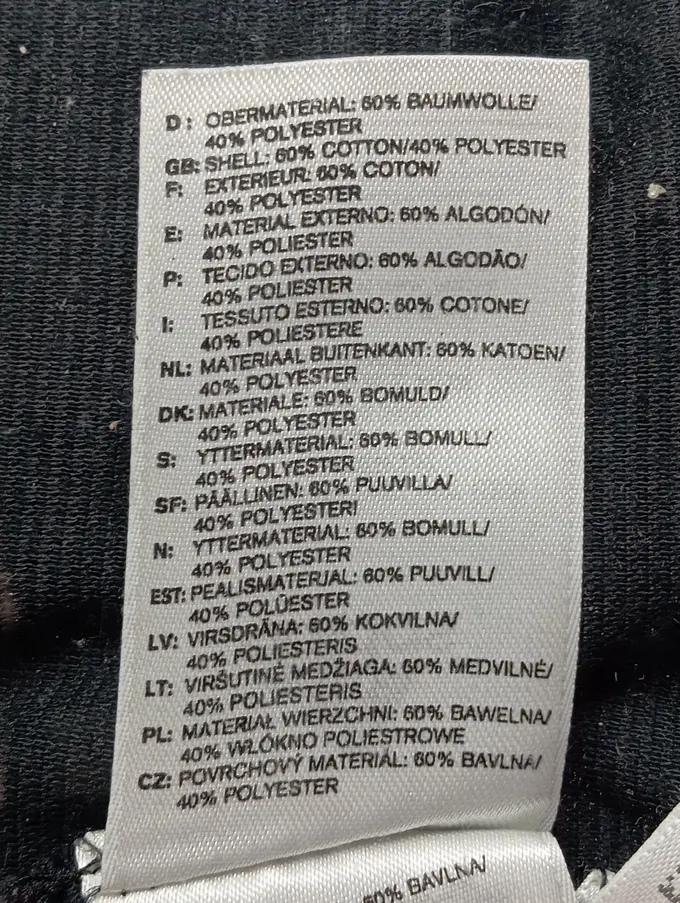 D: OBERMATERIAL: 60% BAUMWOLLE/
40% POLYESTER
GB: SHELL: 60% COTTON/40% POLYESTER
F: EXTERIEUR: 60% COTON/
40% POLYESTER
E: MATERIAL EXTERNO: 60% ALGODÓN/
40% POLIESTER
P: TECIDO EXTERNO: 60% ALGODÃO/
40% POLIESTER
I: TESSUTO ESTERNO: 60% COTONE/
40% POLIESTERE
NL: MATERIAAL BUITENKANT: 60% KATOEN/
40% POLYESTER
DK: MATERIALE: 60% BOMULD/
40% POLYESTER
S: YTTERMATERIAL: 60% BOMULL/
40% POLYESTER
SF: PÄÄLLINEN: 60% PUUVILLA/
40% POLYESTERI
N: YTTERMATERIAL: 60% BOMULL/
40% POLYESTER
EST: PEALISMATERJAL: 60% PUUVILL/
40% POLÜESTER
LV: VIRSDRĀNA: 60% KOKVILNA/
40% POLIESTERIS
LT: VIRŠUTINĖ MEDŽIAGA: 60% MEDVILNĖ/
40% POLIESTERIS
PL: MATERIAŁ WIERZCHNI: 60% BAWEŁNA/
40% WŁÓKNO POLIESTROWE
CZ: POVRCHOVÝ MATERIÁL: 60% BAVLNA/
40% POLYESTER
60% BAVLNA/